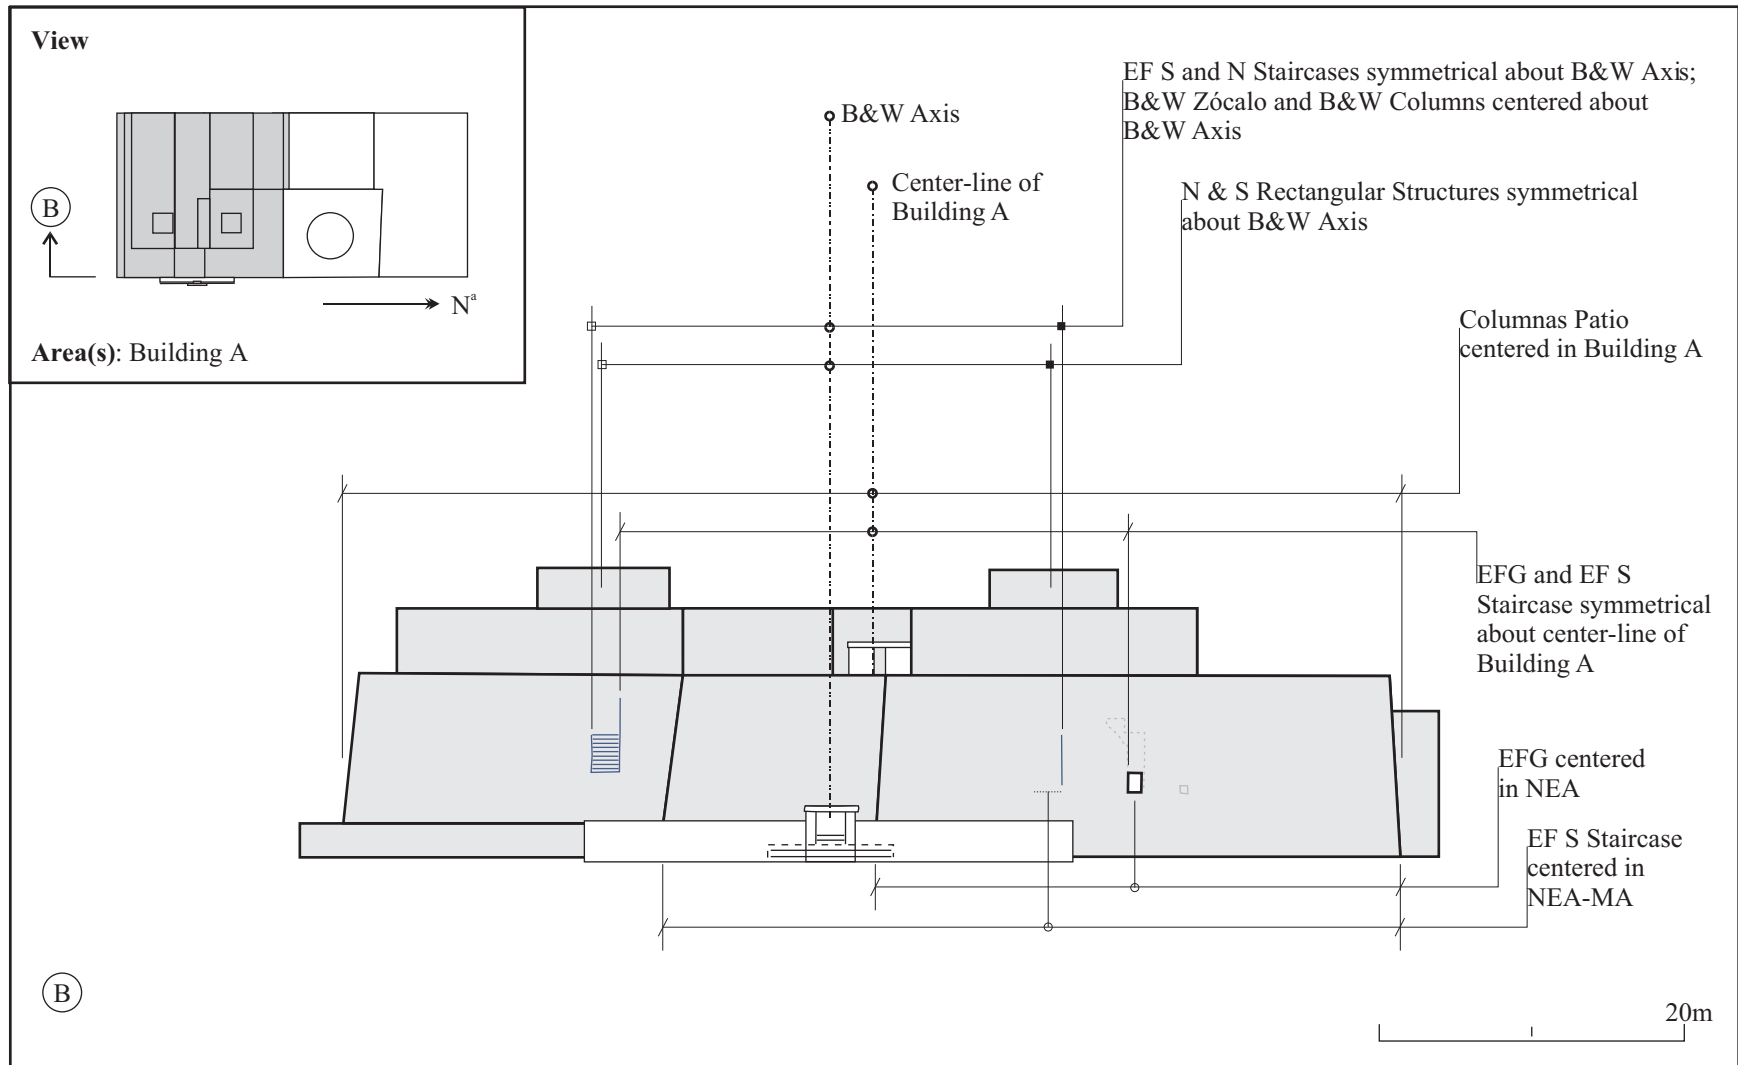 View
B
Nª
Area(s): Building A
B&W Axis
Center-line of
Building A
EF S and N Staircases symmetrical about B&W Axis;
B&W Zócalo and B&W Columns centered about
B&W Axis
N & S Rectangular Structures symmetrical
about B&W Axis
Columnas Patio
centered in Building A
EFG and EF S
Staircase symmetrical
about center-line of
Building A
EFG centered
in NEA
EF S Staircase
centered in
NEA-MA
B
20m